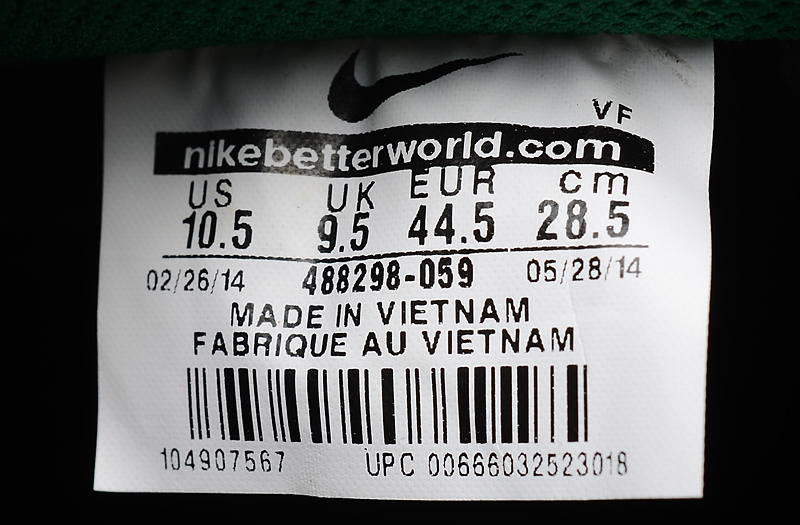 VF
nikebetterworld.com
US UK EUR cm
10.5 9.5 44.5 28.5
02/26/14 488298-059 05/28/14
MADE IN VIETNAM
FABRIQUE AU VIETNAM
104907567 UPC 00666032523018